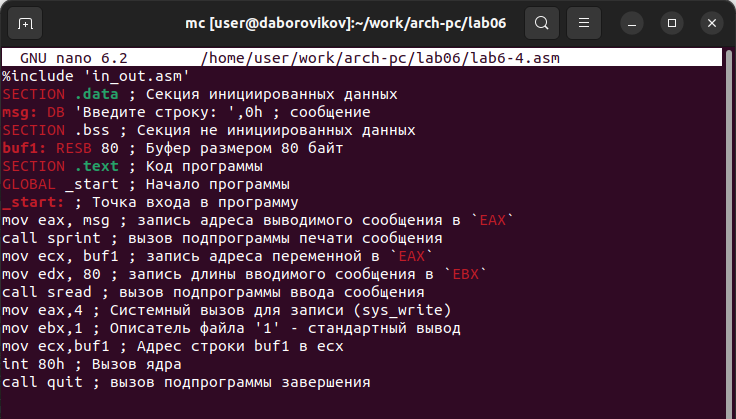 mc [user@daborovikov]:~/work/arch-pc/lab06
GNU nano 6.2 /home/user/work/arch-pc/lab06/lab6-4.asm
%include 'in_out.asm'
SECTION .data ; Секция инициированных данных
msg: DB 'Введите строку: ',0h ; сообщение
SECTION .bss ; Секция не инициированных данных
buf1: RESB 80 ; Буфер размером 80 байт
SECTION .text ; Код программы
GLOBAL _start ; Начало программы
_start: ; Точка входа в программу
mov eax, msg ; запись адреса выводимого сообщения в `EAX`
call sprint ; вызов подпрограммы печати сообщения
mov ecx, buf1 ; запись адреса переменной в `EAX`
mov edx, 80 ; запись длины вводимого сообщения в `EBX`
call sread ; вызов подпрограммы ввода сообщения
mov eax,4 ; Системный вызов для записи (sys_write)
mov ebx,1 ; Описатель файла '1' - стандартный вывод
mov ecx,buf1 ; Адрес строки buf1 в ecx
int 80h ; Вызов ядра
call quit ; вызов подпрограммы завершения